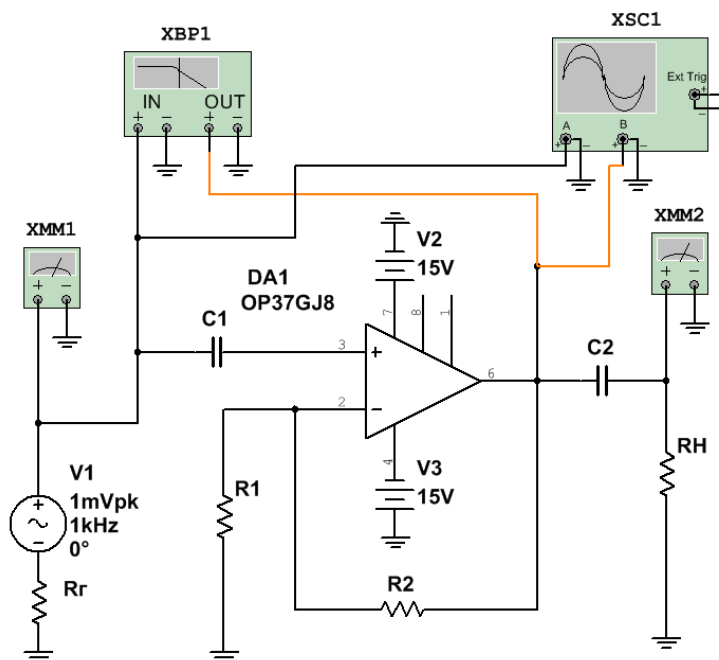 XBP1
XSC1
IN OUT
+ − + −
Ext Trig
+
−
A B
+ − + −
XMM1
+ −
XMM2
+ −
V2
15V
DA1
OP37GJ8
C1
7 8 1
3 +
2 −
6
4
C2
V3
15V
R1
RH
V1
1mVpk
1kHz
0°
+
−
Rг
R2